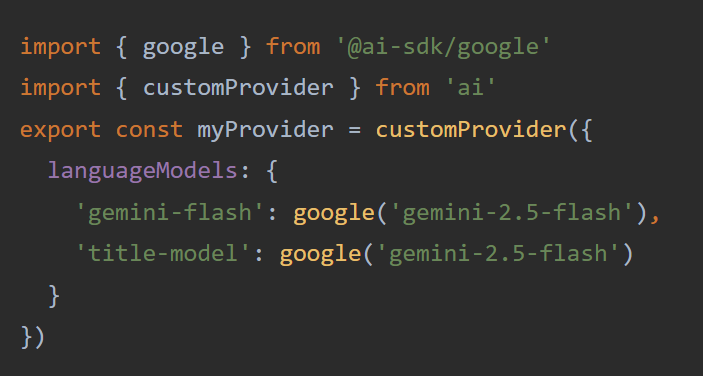 import { google } from '@ai-sdk/google'
import { customProvider } from 'ai'
export const myProvider = customProvider({
  languageModels: {
    'gemini-flash': google('gemini-2.5-flash'),
    'title-model': google('gemini-2.5-flash')
  }
})